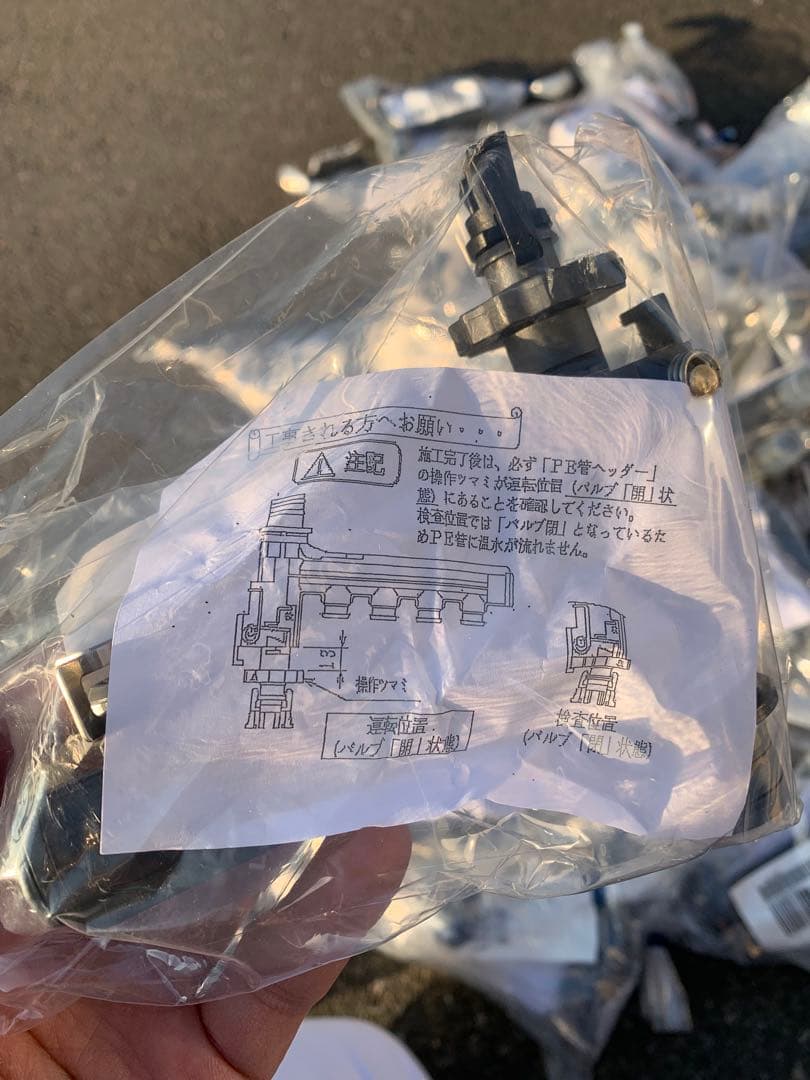 工事される方へお願い。。。
注記
施工完了後は、必ず「PE管ヘッダー」
の操作ツマミが運転位置(バルブ「開」状
態)にあることを確認してください。
検査位置では「バルブ閉」となっているた
めPE管に温水が流れません。
13
操作ツマミ
運転位置
(バルブ「開」状態)
検査位置
(バルブ「閉」状態)